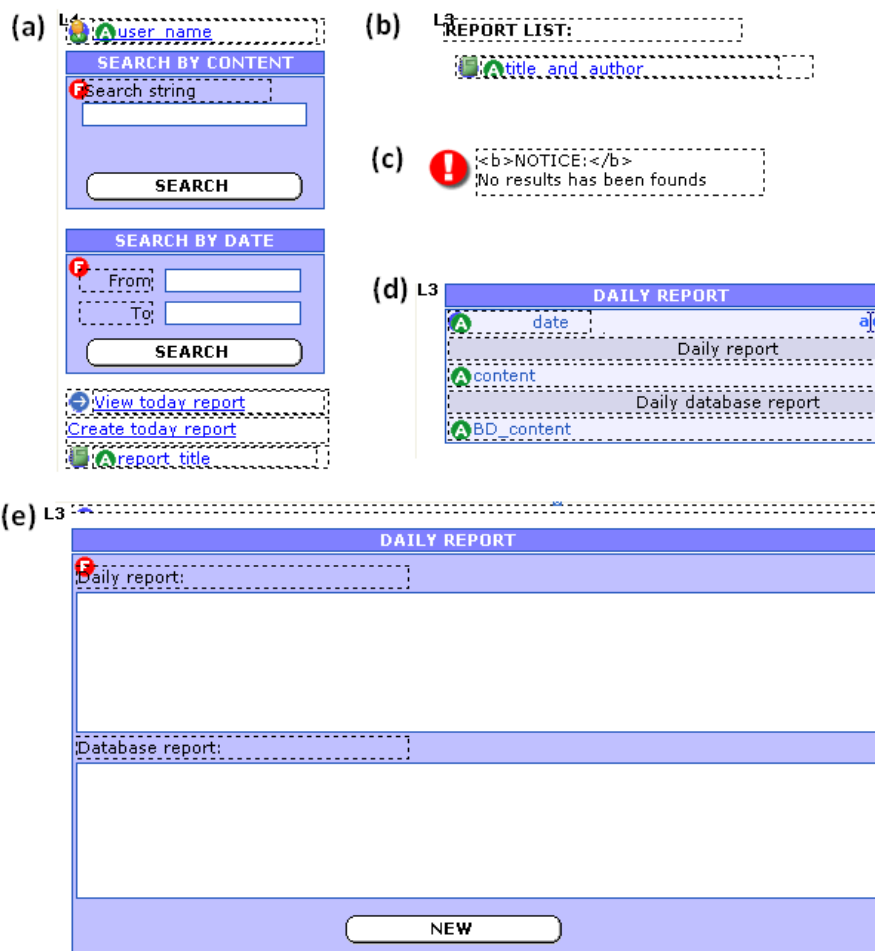 (a) L4
A user_name
SEARCH BY CONTENT
F Search string
SEARCH
SEARCH BY DATE
F
From:
To:
SEARCH
View today report
Create today report
A report_title
(b) L3
REPORT LIST:
A title_and_author
(c)
<b>NOTICE:</b>
No results has been founds
(d) L3
DAILY REPORT
A date
Daily report
A content
Daily database report
A BD_content
(e) L3
DAILY REPORT
F
Daily report:
Database report:
NEW